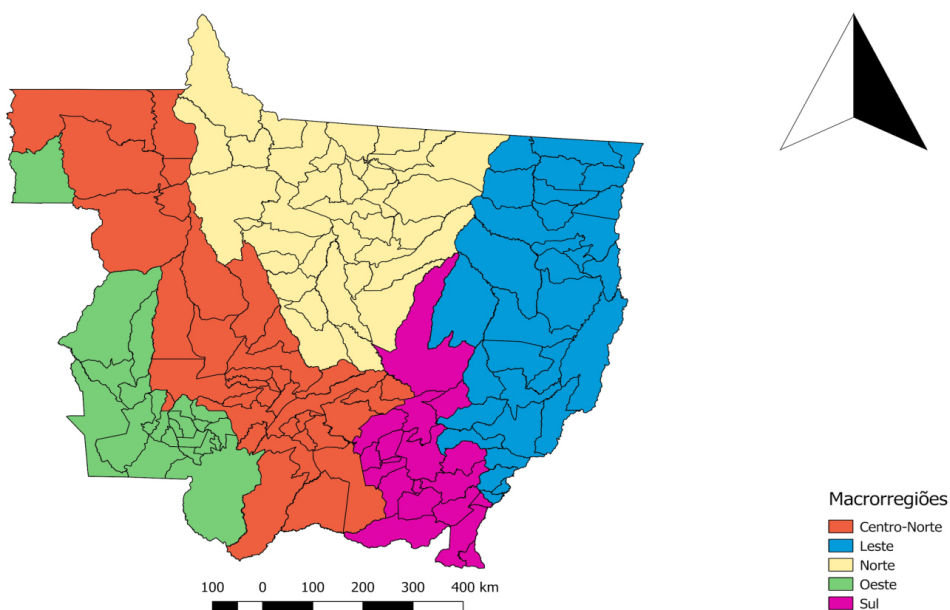 Macrorregiões
Centro-Norte
Leste
Norte
Oeste
Sul
100 0 100 200 300 400 km